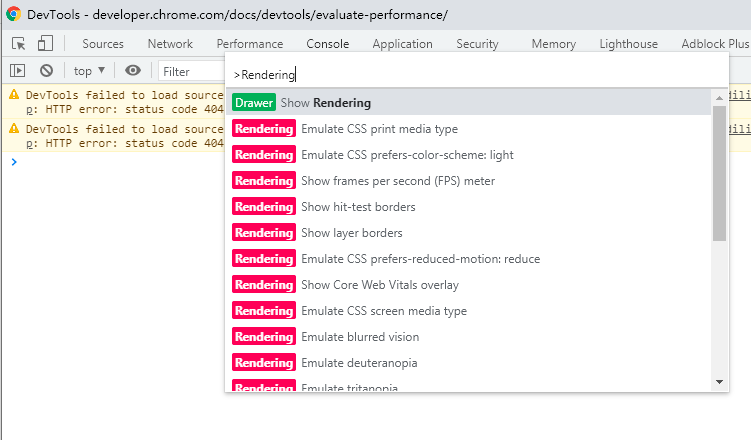 DevTools - developer.chrome.com/docs/devtools/evaluate-performance/
Sources Network Performance Console Application Security Memory Lighthouse Adblock Plus
top Filter
>Rendering
DevTools failed to load source
p: HTTP error: status code 404
DevTools failed to load source
p: HTTP error: status code 404
>
Drawer Show Rendering
Rendering Emulate CSS print media type
Rendering Emulate CSS prefers-color-scheme: light
Rendering Show frames per second (FPS) meter
Rendering Show hit-test borders
Rendering Show layer borders
Rendering Emulate CSS prefers-reduced-motion: reduce
Rendering Show Core Web Vitals overlay
Rendering Emulate CSS screen media type
Rendering Emulate blurred vision
Rendering Emulate deuteranopia
Rendering Emulate tritanopia